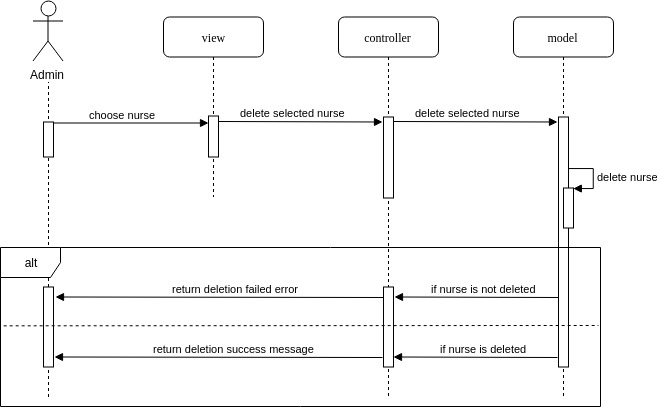 view
controller
model
Admin
choose nurse
delete selected nurse
delete selected nurse
delete nurse
alt
return deletion failed error
if nurse is not deleted
return deletion success message
if nurse is deleted